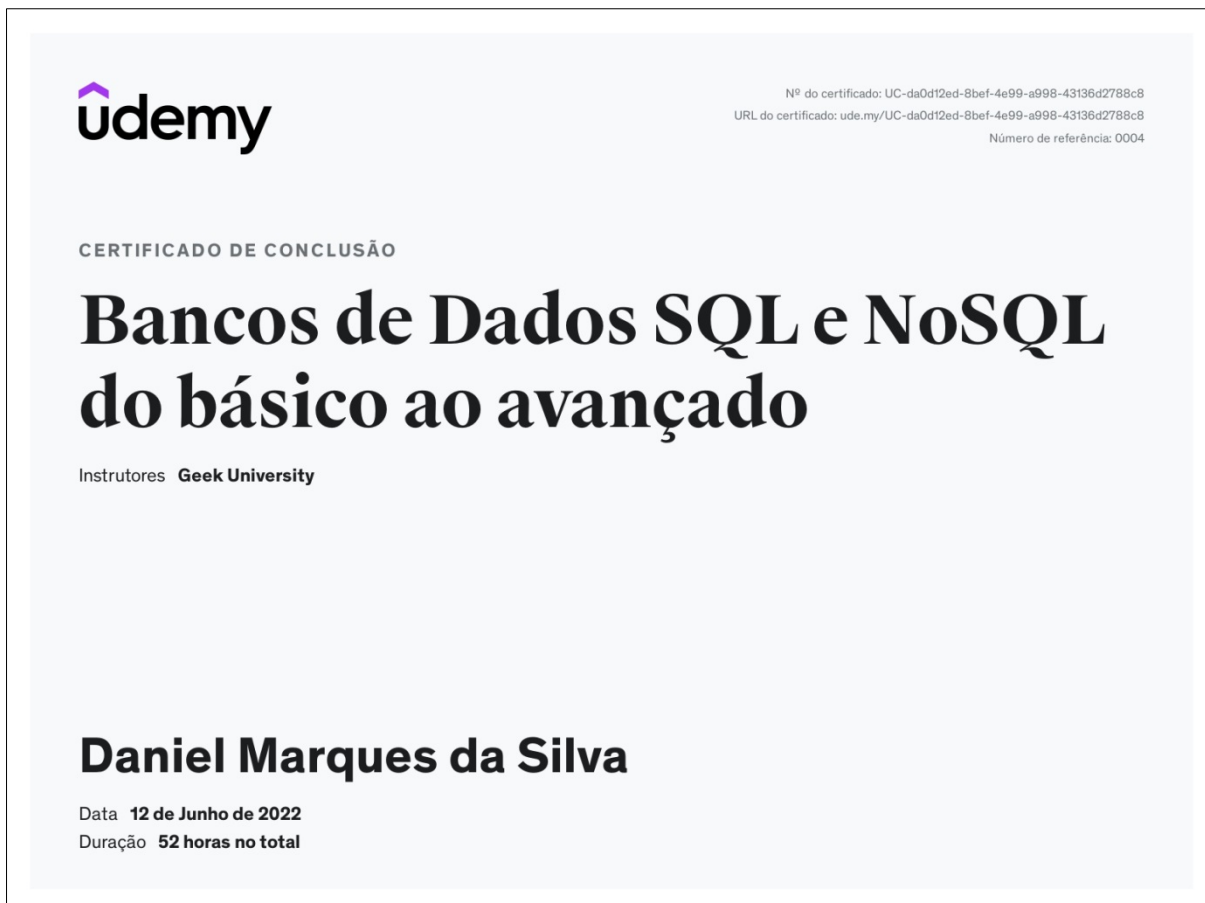 ûdemy
Nº do certificado: UC-da0d12ed-8bef-4e99-a998-43136d2788c8
URL do certificado: ude.my/UC-da0d12ed-8bef-4e99-a998-43136d2788c8
Número de referência: 0004
CERTIFICADO DE CONCLUSÃO
Bancos de Dados SQL e NoSQL
do básico ao avançado
Instrutores Geek University
Daniel Marques da Silva
Data 12 de Junho de 2022
Duração 52 horas no total